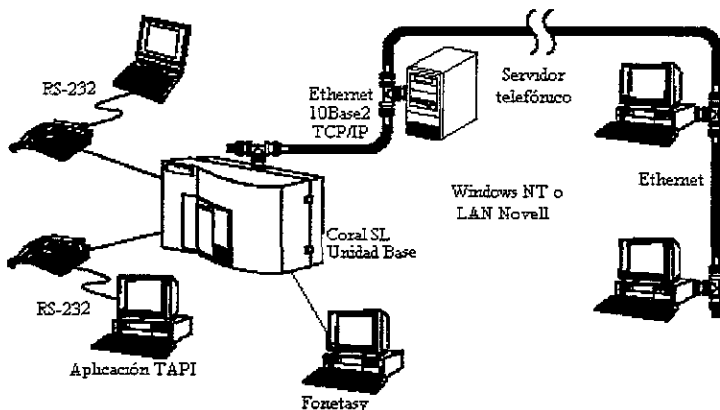 RS-232
Ethernet
10Base2
TCP/IP
Servidor
telefónico
Ethernet
Windows NT o
LAN Novell
Coral SL
Unidad Base
RS-232
Aplicación TAPI
Fonetasy